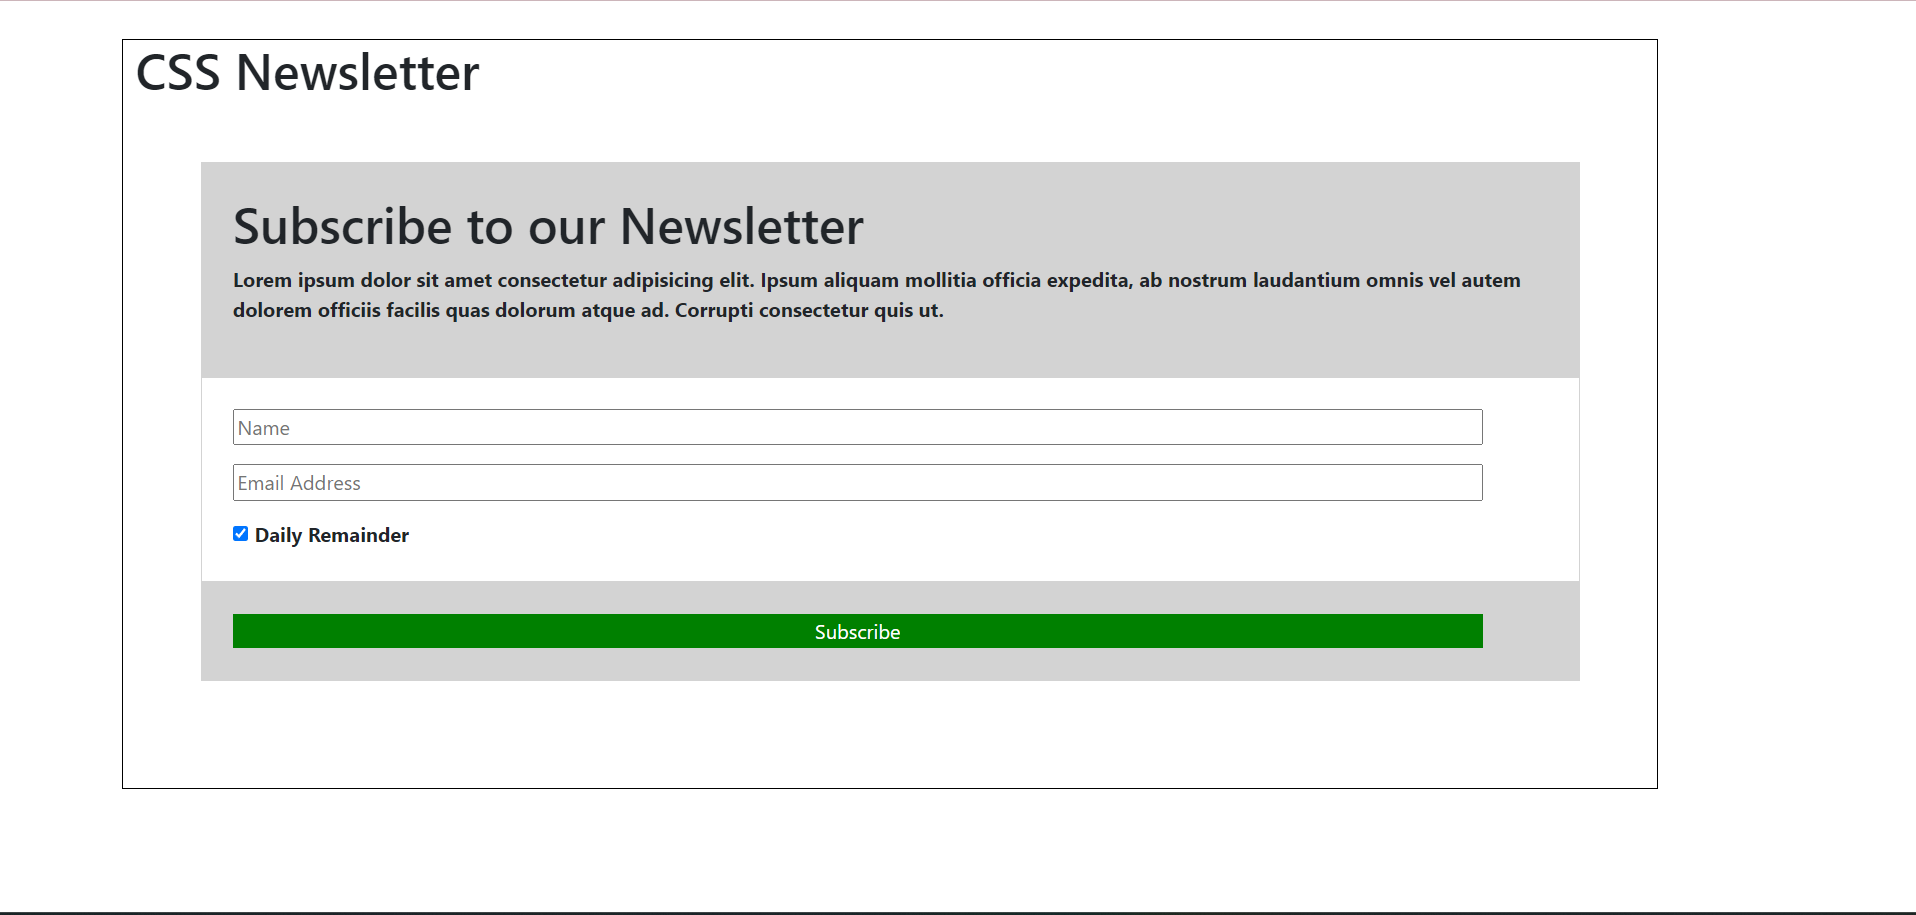 CSS Newsletter
Subscribe to our Newsletter
Lorem ipsum dolor sit amet consectetur adipisicing elit. Ipsum aliquam mollitia officia expedita, ab nostrum laudantium omnis vel autem
dolorem officiis facilis quas dolorum atque ad. Corrupti consectetur quis ut.
Name
Email Address
Daily Remainder
Subscribe